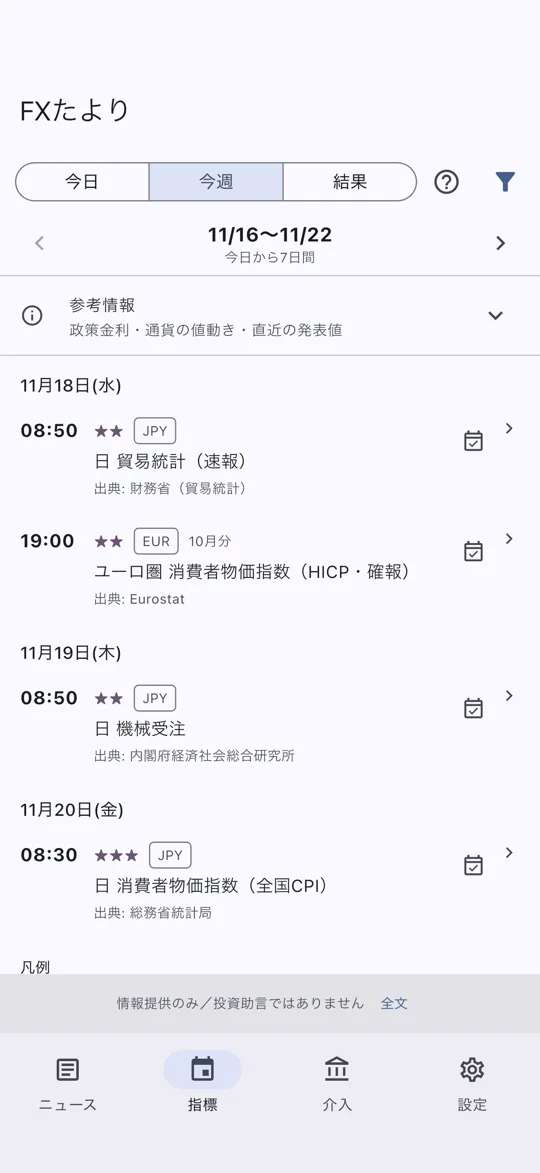 FXたより
今日
今週
結果
11/16〜11/22
今日から7日間
参考情報
政策金利・通貨の値動き・直近の発表値
11月18日(水)
08:50 ★★ JPY
日 貿易統計（速報）
出典: 財務省（貿易統計）
19:00 ★★ EUR 10月分
ユーロ圏 消費者物価指数（HICP・確報）
出典: Eurostat
11月19日(木)
08:50 ★★ JPY
日 機械受注
出典: 内閣府経済社会総合研究所
11月20日(金)
08:30 ★★★ JPY
日 消費者物価指数（全国CPI）
出典: 総務省統計局
凡例
情報提供のみ／投資助言ではありません 全文
ニュース
指標
介入
設定